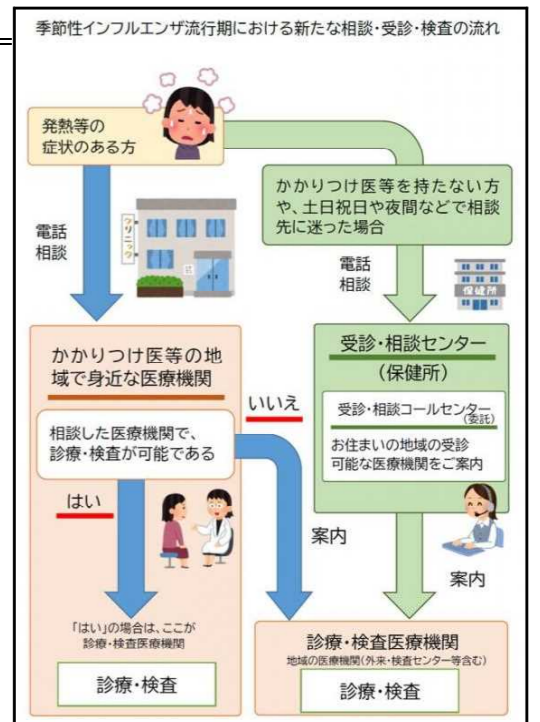 季節性インフルエンザ流行期における新たな相談・受診・検査の流れ
発熱等の
症状のある方
かかりつけ医等を持たない方
や、土日祝日や夜間などで相談
先に迷った場合
電話
相談
クリニック
電話
相談
保健所
かかりつけ医等の地
域で身近な医療機関
相談した医療機関で、
診療・検査が可能である
はい
いいえ
受診・相談センター
(保健所)
受診・相談コールセンター
(委託)
お住まいの地域の受診
可能な医療機関をご案内
案内
案内
「はい」の場合は、ここが
診療・検査医療機関
診療・検査
診療・検査医療機関
地域の医療機関(外来・検査センター等含む)
診療・検査